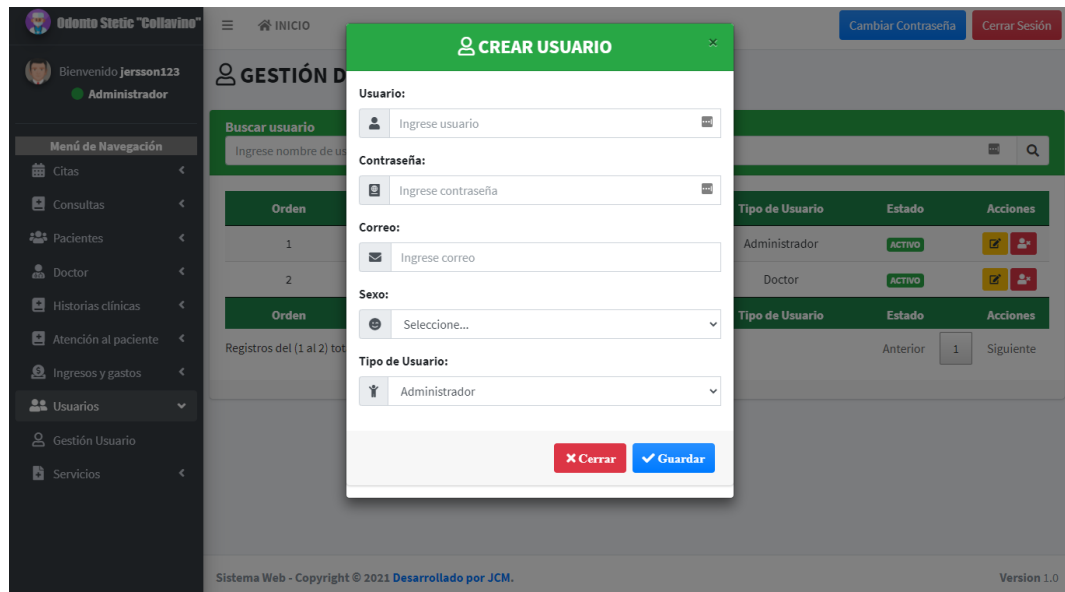 Odonto Stetic "Collavino"
INICIO
Cambiar Contraseña
Cerrar Sesión
Bienvenido jersson123
Administrador
Menú de Navegación
Citas
Consultas
Pacientes
Doctor
Historias clínicas
Atención al paciente
Ingresos y gastos
Usuarios
Gestión Usuario
Servicios
GESTIÓN D
Buscar usuario
Ingrese nombre de us
Orden Tipo de Usuario Estado Acciones
1 Administrador ACTIVO
2 Doctor ACTIVO
Orden Tipo de Usuario Estado Acciones
Registros del (1 al 2) tot
Anterior 1 Siguiente
CREAR USUARIO ×
Usuario:
Ingrese usuario
Contraseña:
Ingrese contraseña
Correo:
Ingrese correo
Sexo:
Seleccione...
Tipo de Usuario:
Administrador
Cerrar Guardar
Sistema Web - Copyright © 2021 Desarrollado por JCM. Version 1.0